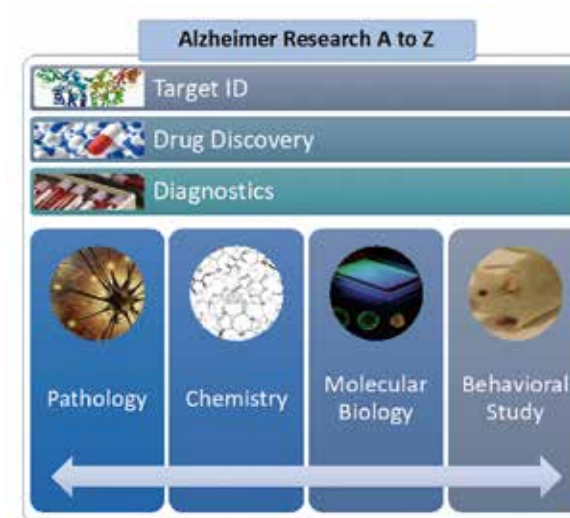 Alzheimer Research A to Z
Target ID
Drug Discovery
Diagnostics
Pathology
Chemistry
Molecular
Biology
Behavioral
Study